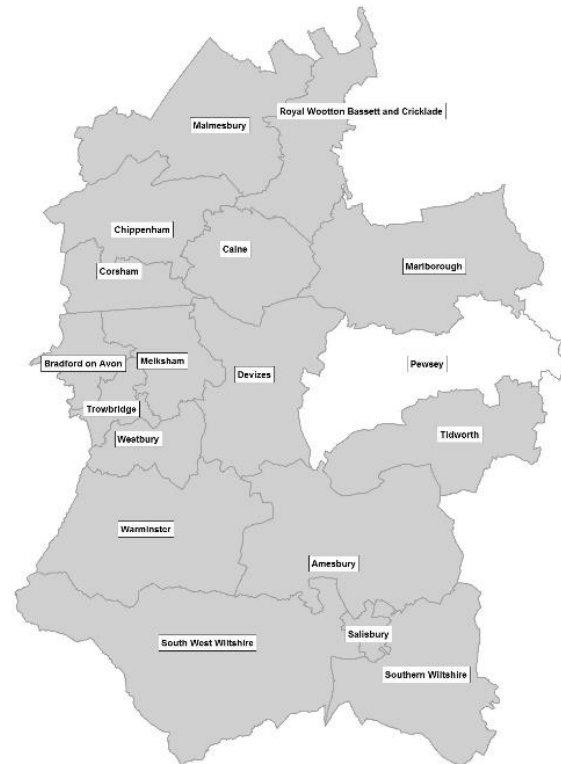 Royal Wootton Bassett and Cricklade
Malmesbury
Chippenham
Calne
Corsham
Marlborough
Bradford on Avon
Melksham
Devizes
Pewsey
Trowbridge
Westbury
Tidworth
Warminster
Amesbury
South West Wiltshire
Salisbury
Southern Wiltshire